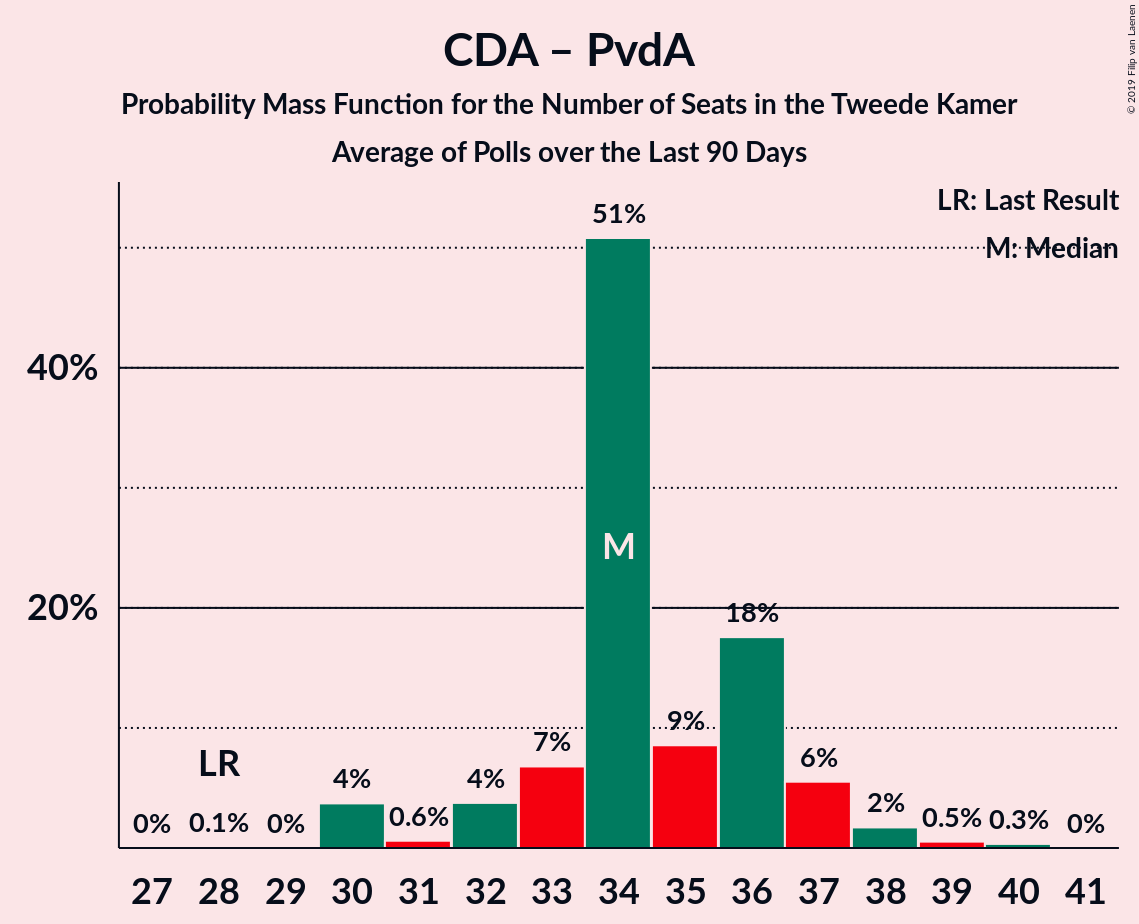 CDA – PvdA
Probability Mass Function for the Number of Seats in the Tweede Kamer
Average of Polls over the Last 90 Days
© 2019 Filip van Laenen
LR: Last Result
M: Median
51%
40%
M
20%
18%
9%
7%
6%
LR
4%
4%
2%
0%
0.1%
0%
0.6%
0.5%
0.3%
0%
27 28 29 30 31 32 33 34 35 36 37 38 39 40 41